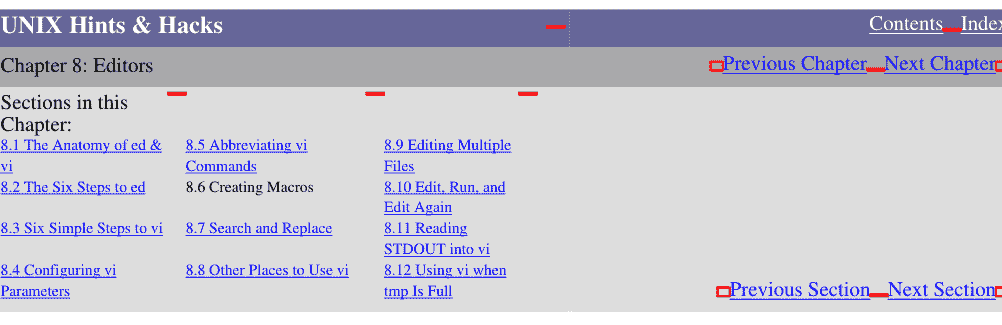 UNIX Hints & Hacks
Contents Index
Chapter 8: Editors
Previous Chapter Next Chapter
Sections in this
Chapter:
8.1 The Anatomy of ed &
vi
8.5 Abbreviating vi
Commands
8.9 Editing Multiple
Files
8.2 The Six Steps to ed
8.6 Creating Macros
8.10 Edit, Run, and
Edit Again
8.3 Six Simple Steps to vi
8.7 Search and Replace
8.11 Reading
STDOUT into vi
8.4 Configuring vi
Parameters
8.8 Other Places to Use vi
8.12 Using vi when
tmp Is Full
Previous Section Next Section